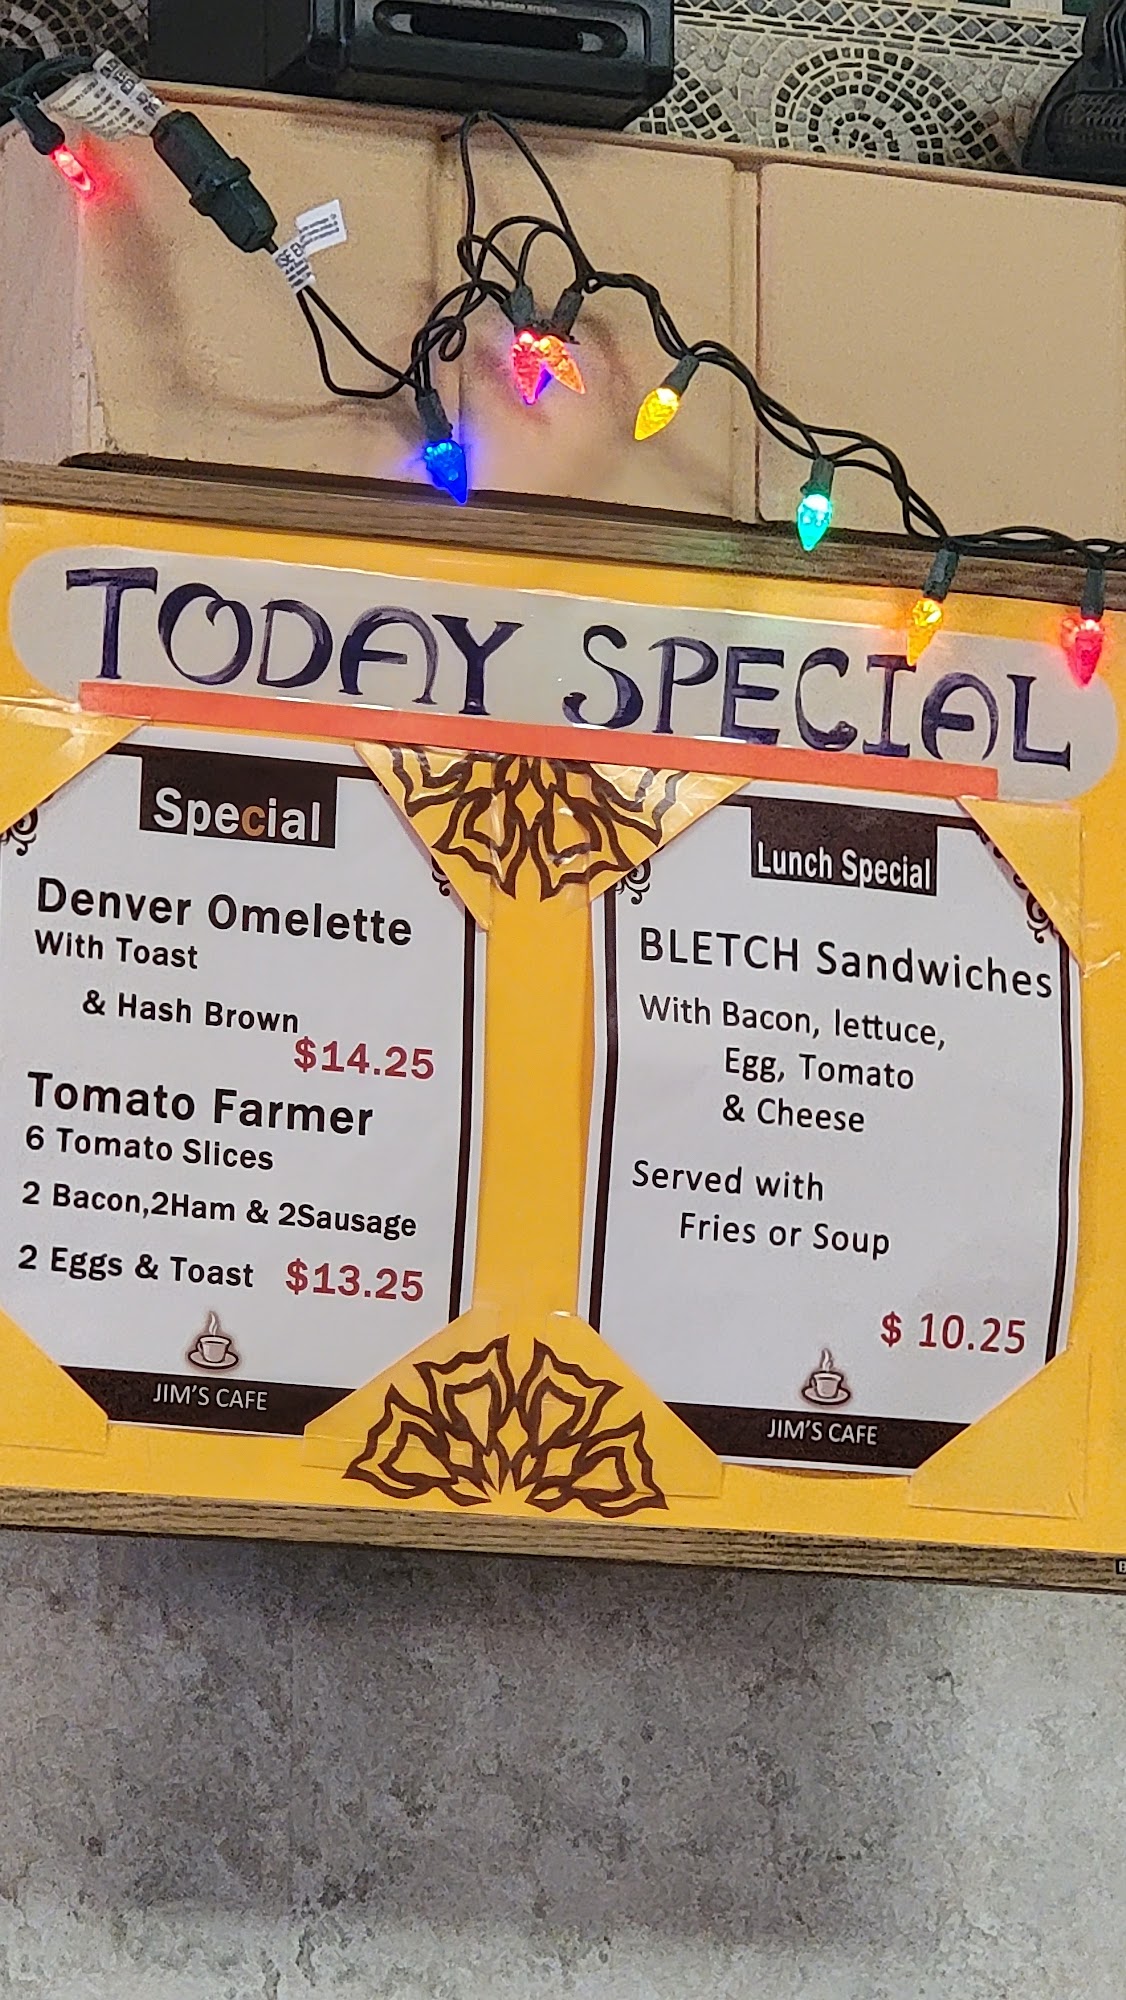 TODAY SPECIAL
Special
Denver Omelette
With Toast
& Hash Brown
$14.25
Tomato Farmer
6 Tomato Slices
2 Bacon,2Ham & 2Sausage
2 Eggs & Toast $13.25
JIM'S CAFE
Lunch Special
BLETCH Sandwiches
With Bacon, lettuce,
Egg, Tomato
& Cheese
Served with
Fries or Soup
$ 10.25
JIM'S CAFE